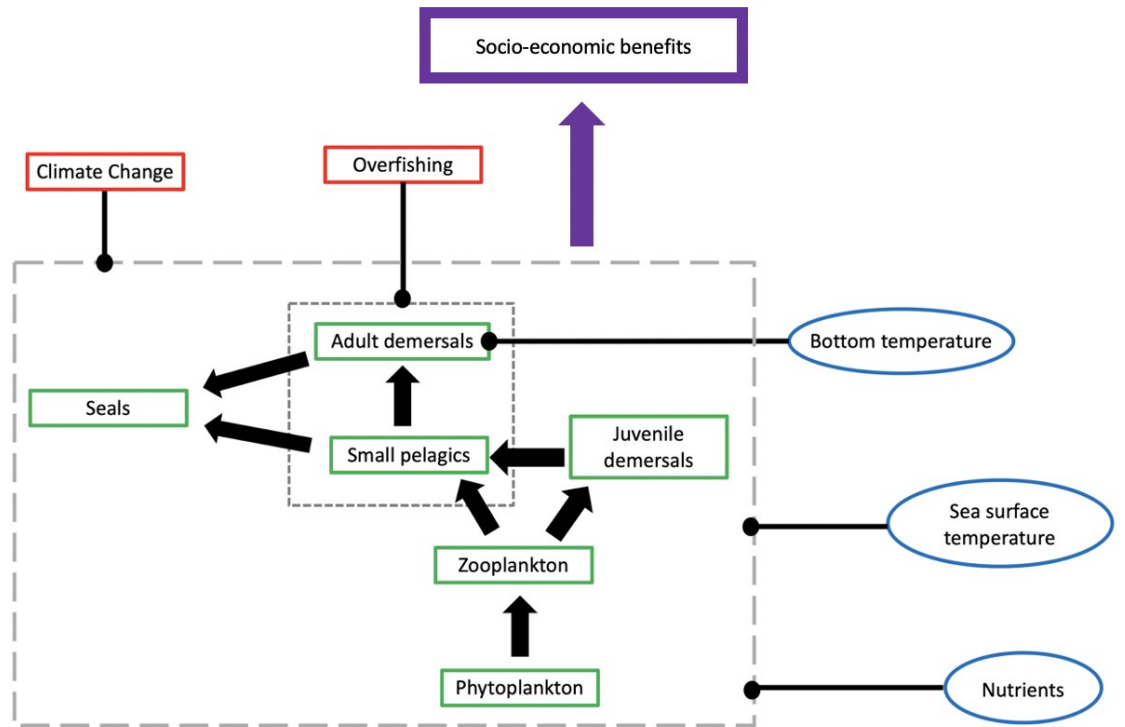 Socio-economic benefits
Overfishing
Climate Change
Adult demersals
Bottom temperature
Seals
Small pelagics
Juvenile
demersals
Sea surface
temperature
Zooplankton
Phytoplankton
Nutrients